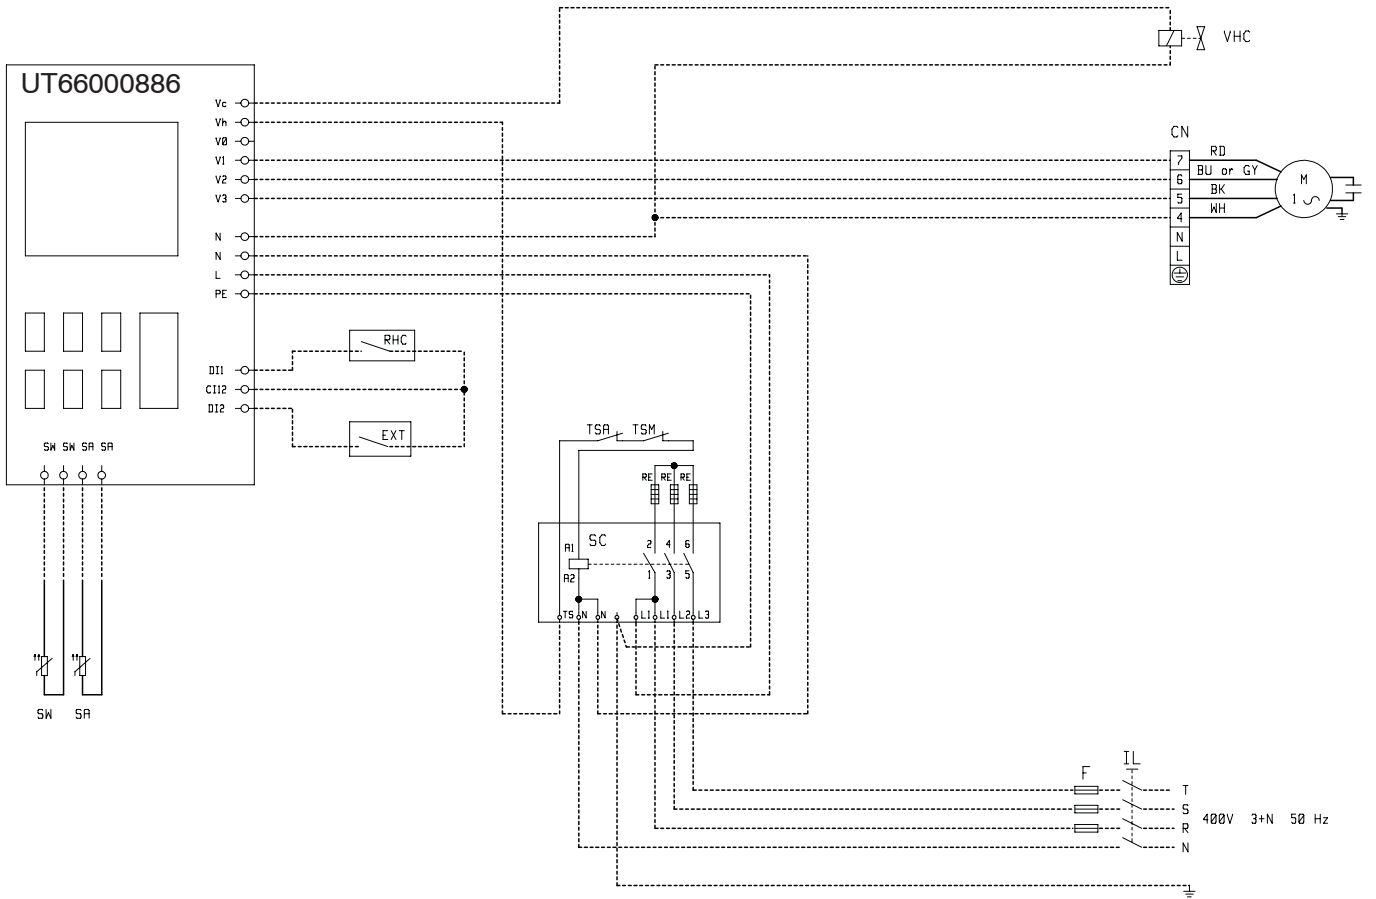 VHC
UT66000886
Vc
Vh
V0
V1
V2
V3
N
N
L
PE
CN
7 RD
6 BU or GY
5 BK
4 WH
N
L
M
1
RHC
DI1
CI12
DI2
EXT
SW SW SA SA
TSA TSM
RE RE RE
SC
A1 2 4 6
A2 1 3 5
TS N N L1 L1 L2 L3
SW SA
F IL
T
S
R
N
400V 3+N 50 Hz